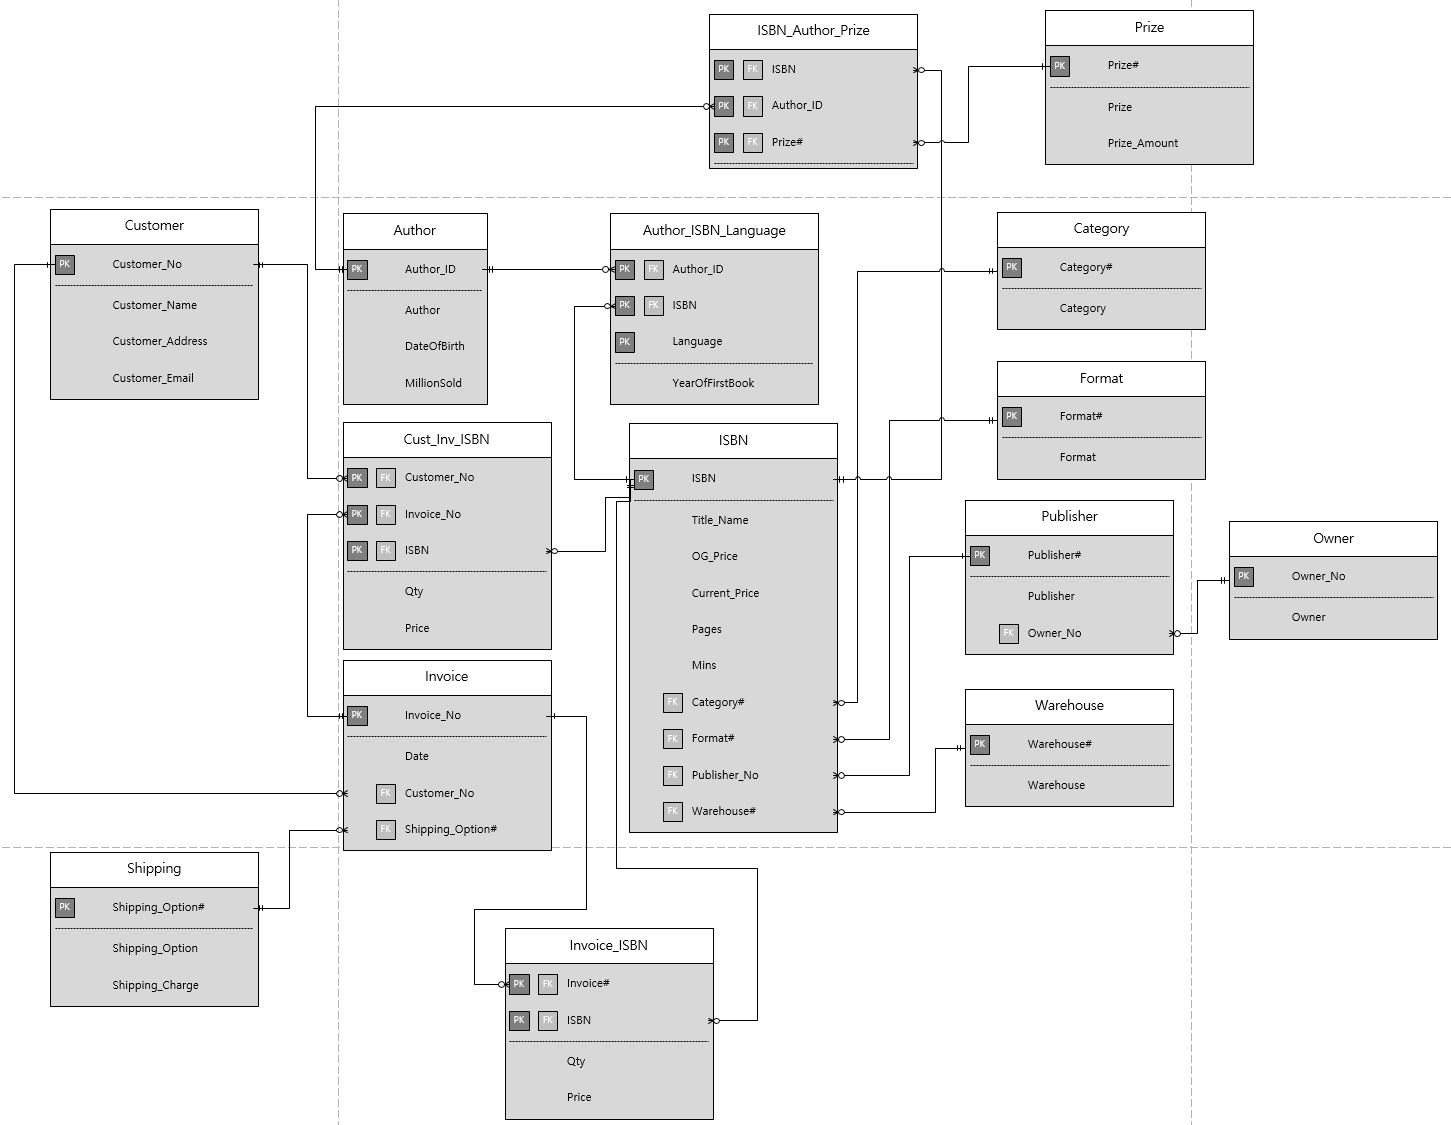 ISBN_Author_Prize
PK FK ISBN
PK FK Author_ID
PK FK Prize#
Prize
PK Prize#
Prize
Prize_Amount
Customer
PK Customer_No
Customer_Name
Customer_Address
Customer_Email
Author
PK Author_ID
Author
DateOfBirth
MillionSold
Author_ISBN_Language
PK FK Author_ID
PK FK ISBN
PK Language
YearOfFirstBook
Category
PK Category#
Category
Format
PK Format#
Format
Cust_Inv_ISBN
PK FK Customer_No
PK FK Invoice_No
PK FK ISBN
Qty
Price
ISBN
PK ISBN
Title_Name
OG_Price
Current_Price
Pages
Mins
FK Category#
FK Format#
FK Publisher_No
FK Warehouse#
Publisher
PK Publisher#
Publisher
FK Owner_No
Owner
PK Owner_No
Owner
Invoice
PK Invoice_No
Date
FK Customer_No
FK Shipping_Option#
Warehouse
PK Warehouse#
Warehouse
Shipping
PK Shipping_Option#
Shipping_Option
Shipping_Charge
Invoice_ISBN
PK FK Invoice#
PK FK ISBN
Qty
Price